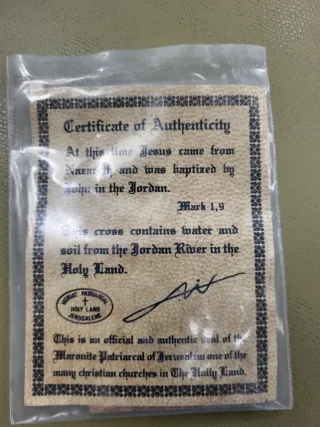 Certificate of Authenticity
At this time Jesus came from
Nazareth and was baptized by
John in the Jordan.
Mark 1,9
This cross contains water and
soil from the Jordan River in the
Holy Land.
MORONIT PATRIARCAL
HOLY LAND
JERUSALEM
This is an official and authentic seal of the
Maronite Patriarcal of Jerusalem one of the
many christian churches in The Holly Land.